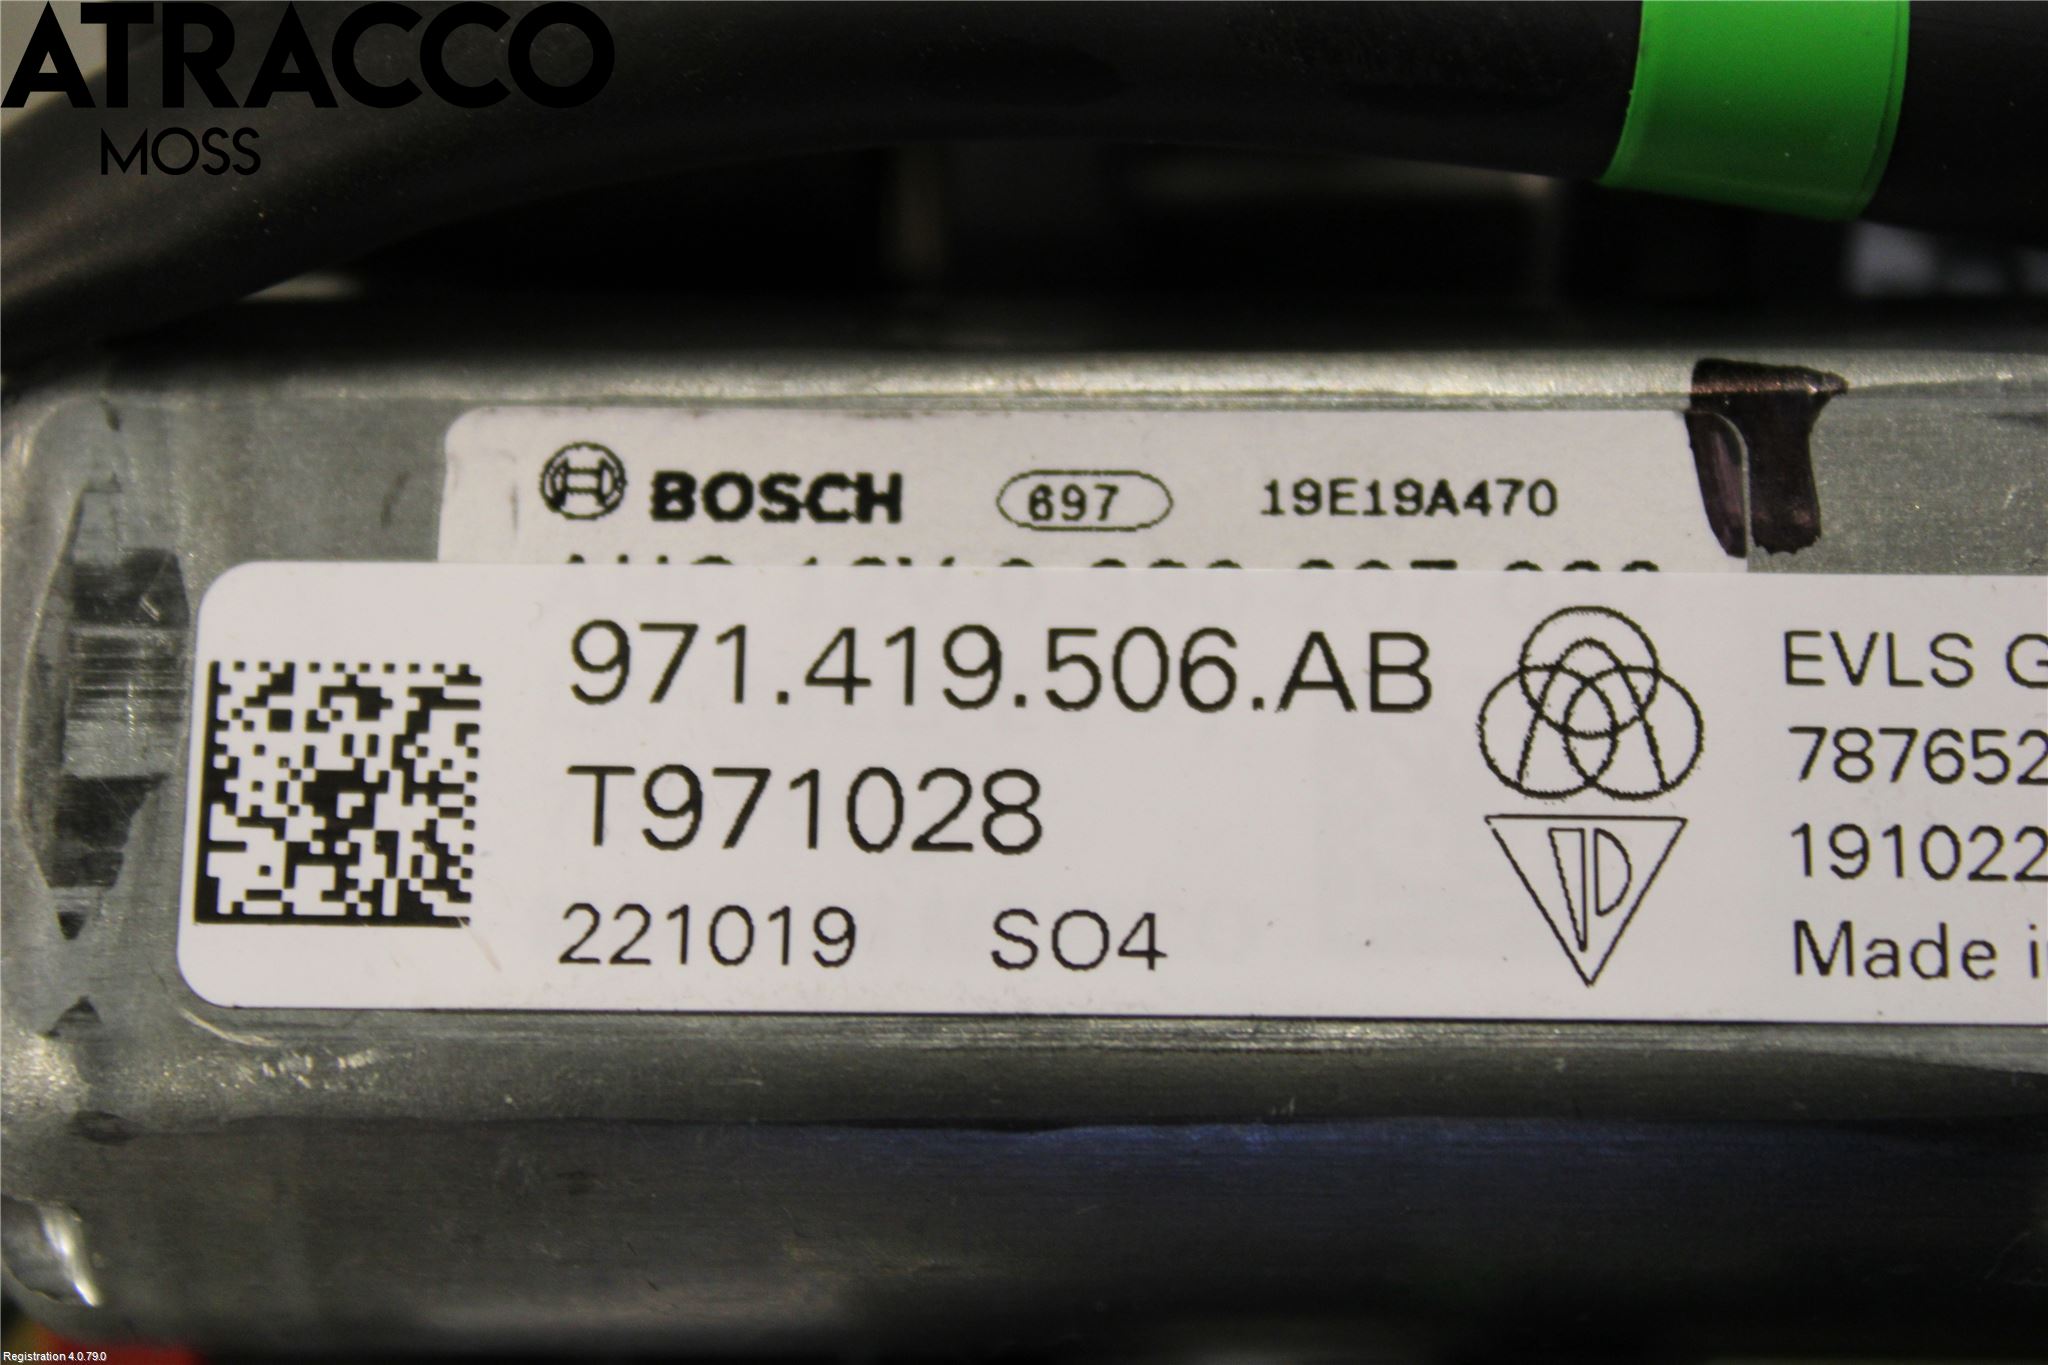 ATRACCO
MOSS
BOSCH 697 19E19A470
971.419.506.AB
T971028
221019 SO4
EVLS G
787652
191022
Made i
Registration 4.0.79.0